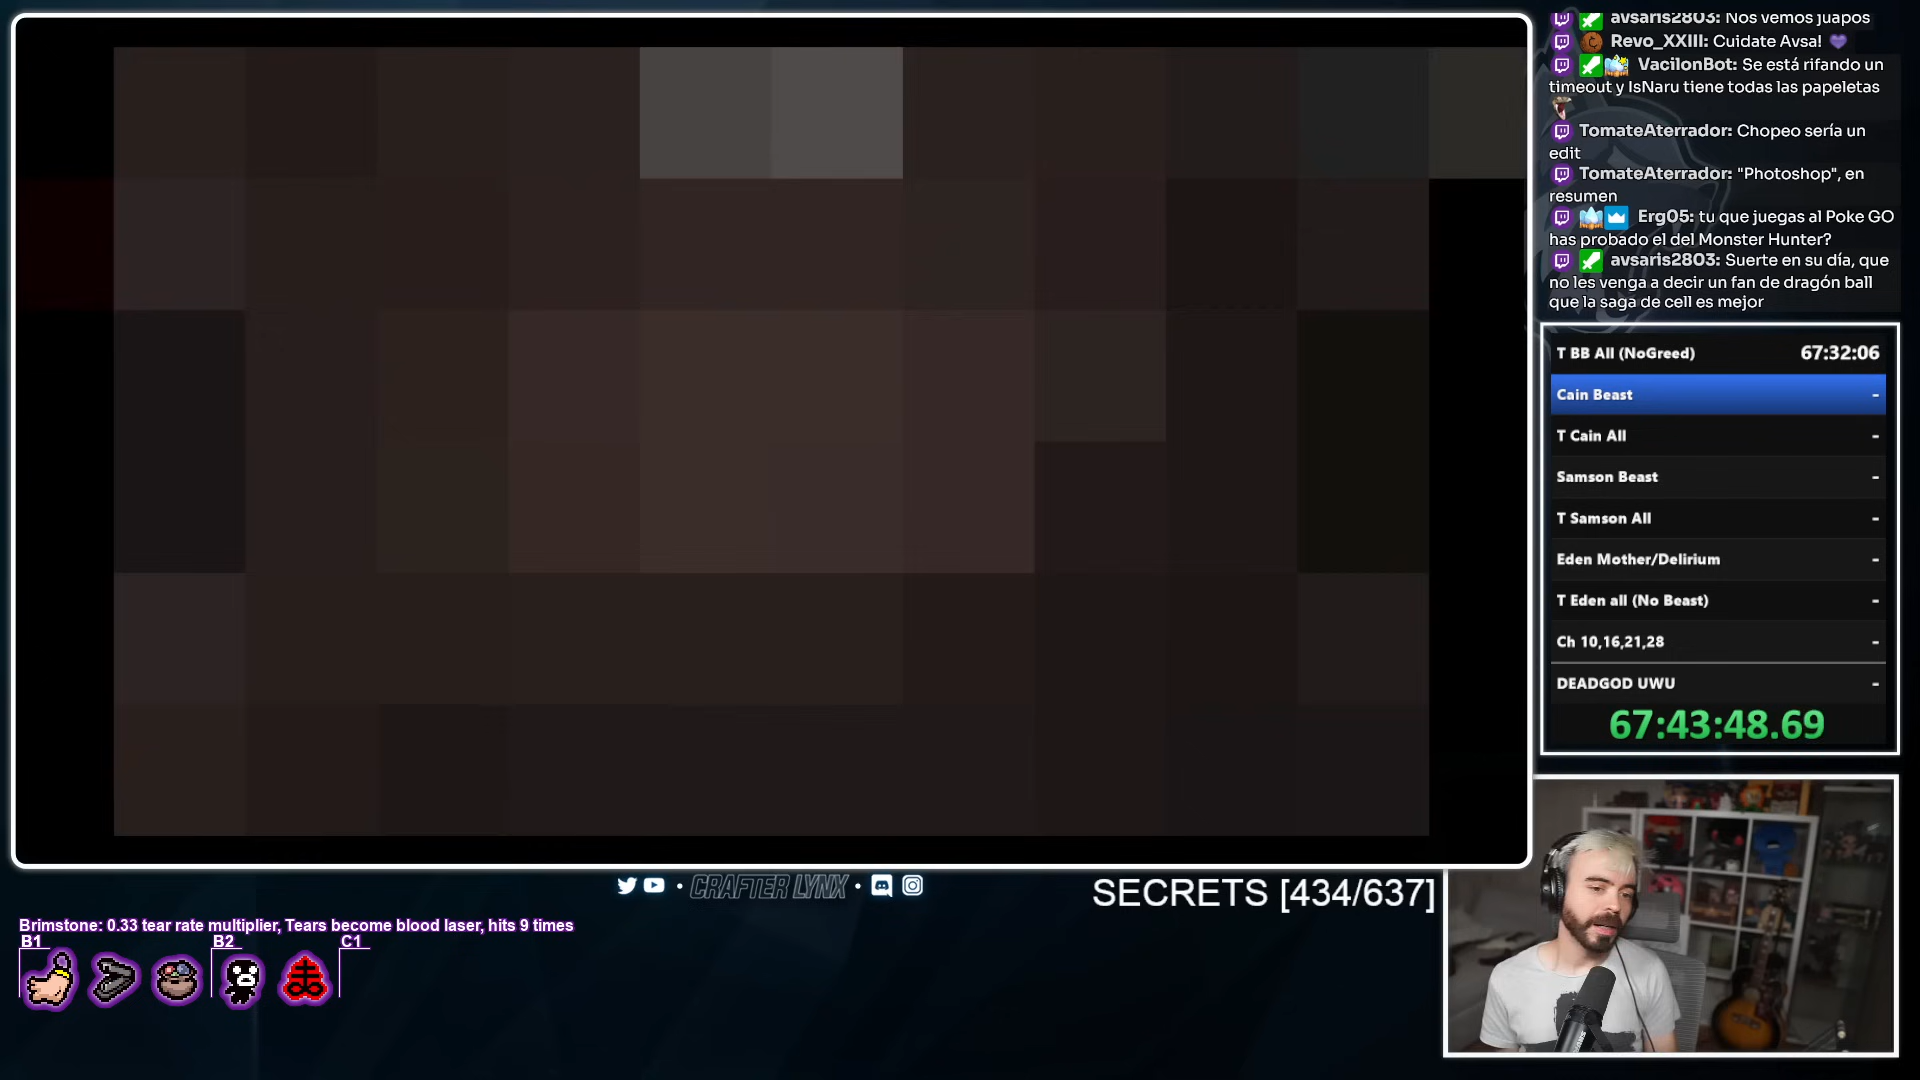 avsaris2803: Nos vemos juapos
Revo_XXIII: Cuidate Avsa!
VacilonBot: Se está rifando un
timeout y IsNaru tiene todas las papeletas
TomateAterrador: Chopeo sería un
edit
TomateAterrador: "Photoshop", en
resumen
Erg05: tu que juegas al Poke GO
has probado el del Monster Hunter?
avsaris2803: Suerte en su día, que
no les venga a decir un fan de dragón ball
que la saga de cell es mejor
T BB All (NoGreed) 67:32:06
Cain Beast -
T Cain All -
Samson Beast -
T Samson All -
Eden Mother/Delirium -
T Eden all (No Beast) -
Ch 10,16,21,28 -
DEADGOD UWU -
67:43:48.69
CRAFTER LYNX
SECRETS [434/637]
Brimstone: 0.33 tear rate multiplier, Tears become blood laser, hits 9 times
B1 B2 C1